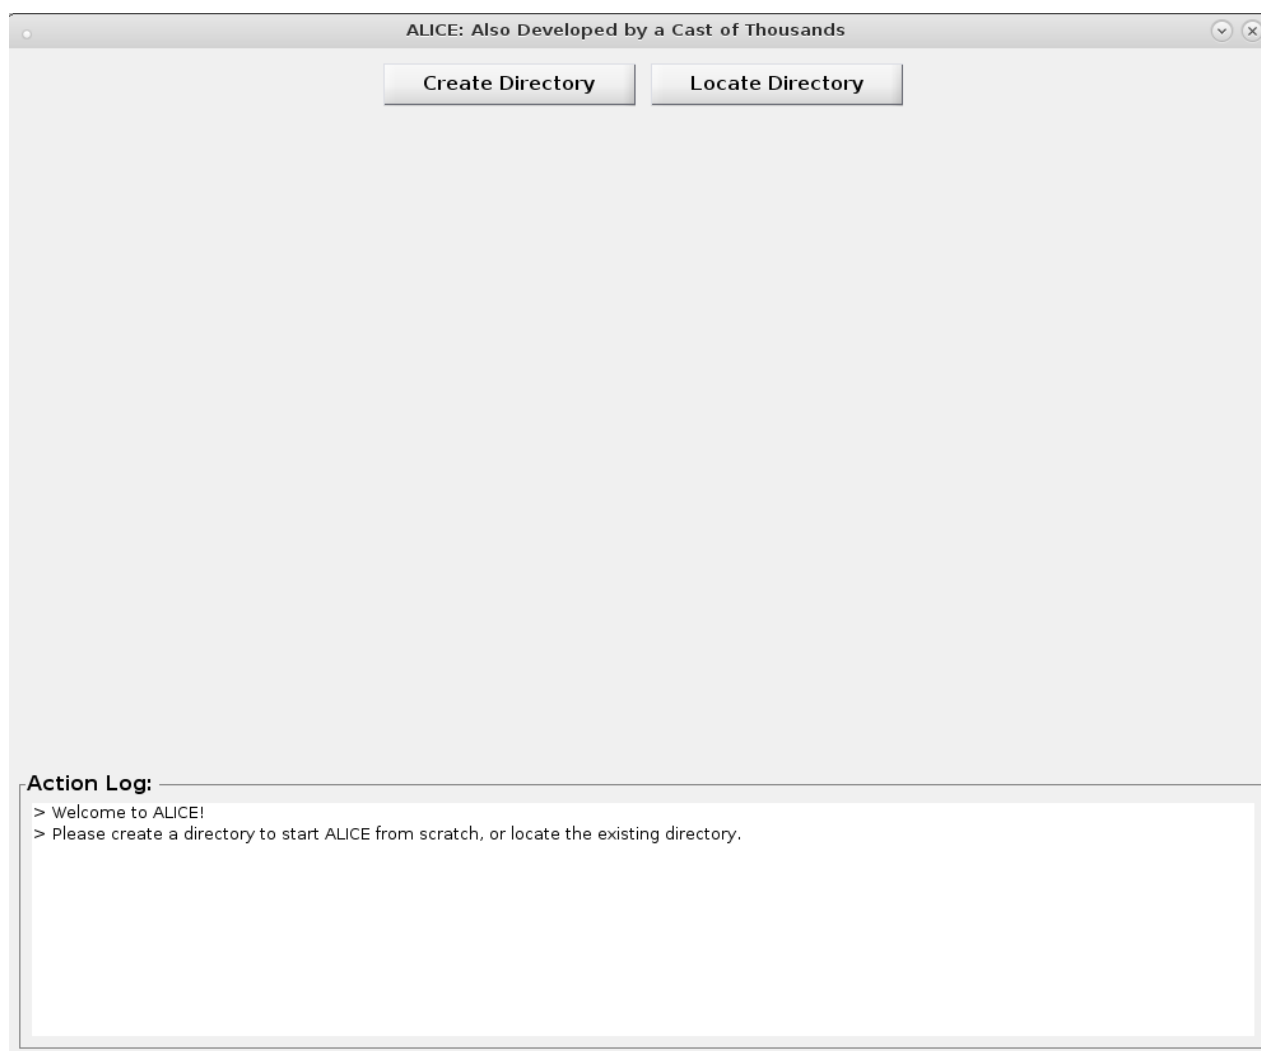 ALICE: Also Developed by a Cast of Thousands
Create Directory
Locate Directory
Action Log:
> Welcome to ALICE!
> Please create a directory to start ALICE from scratch, or locate the existing directory.